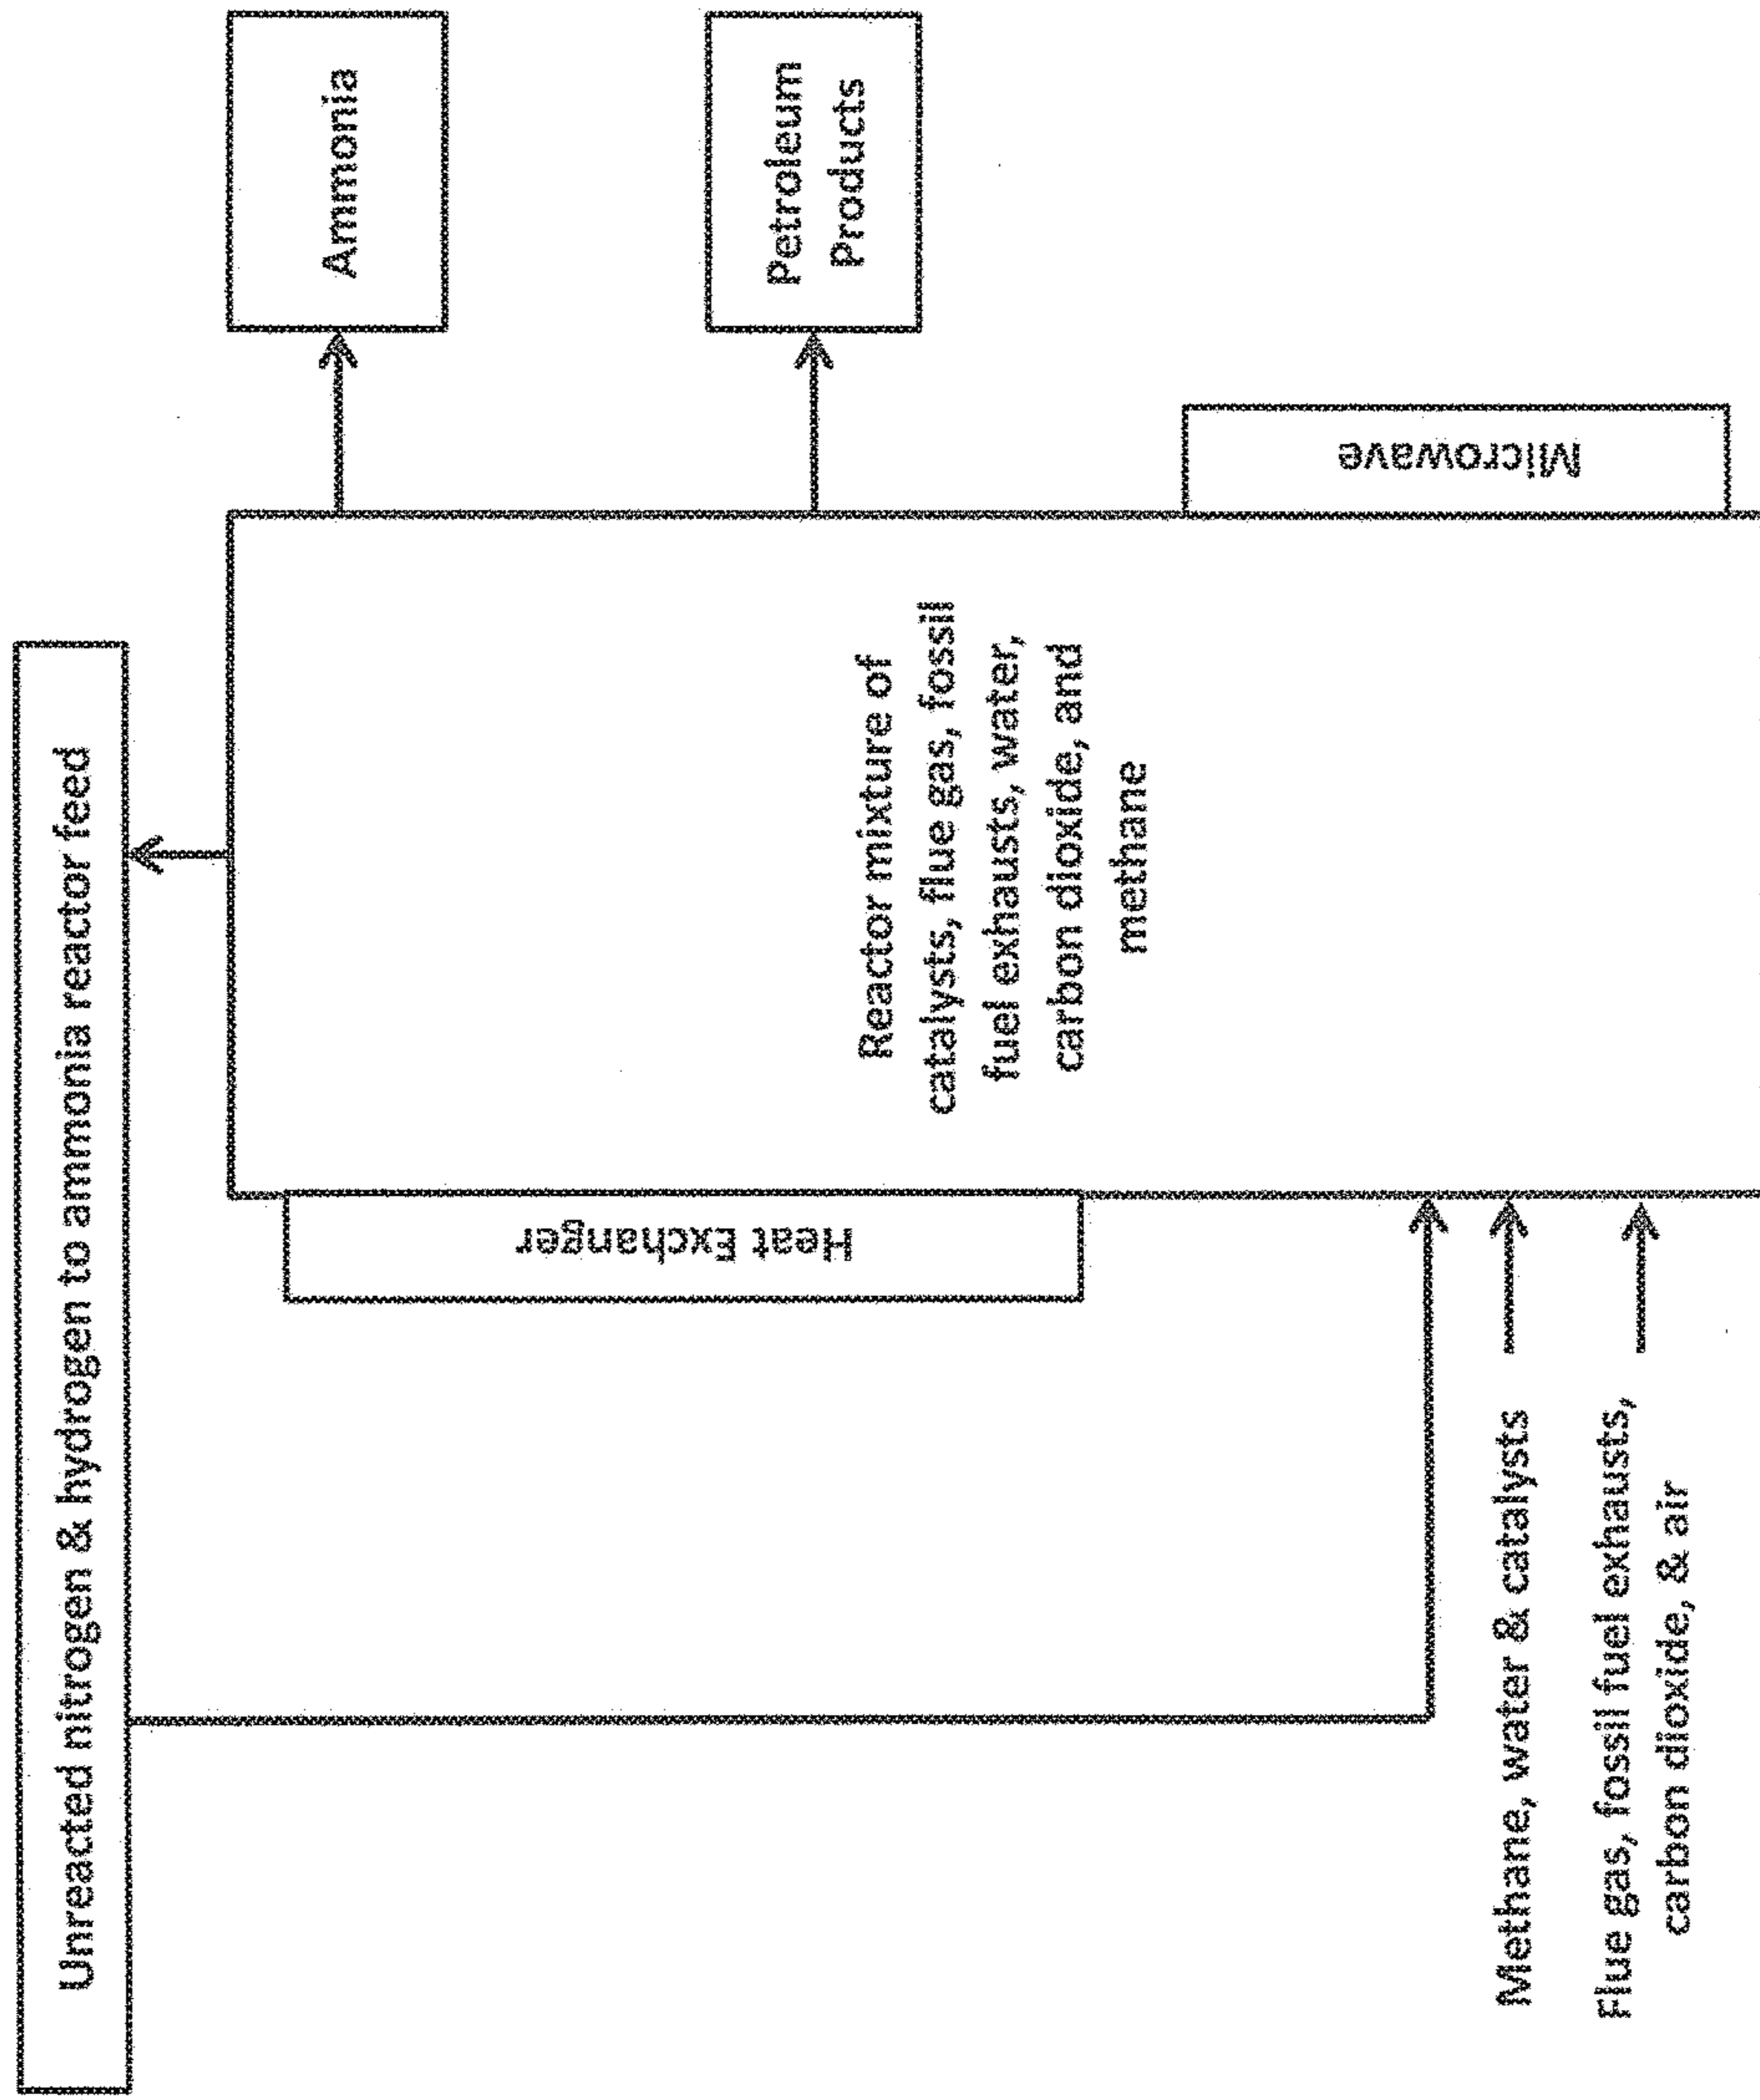 Unreacted nitrogen & hydrogen to ammonia reactor feed
Ammonia
Petroleum
Products
Heat Exchanger
Reactor mixture of
catalysts, flue gas, fossil
fuel exhausts, water,
carbon dioxide, and
methane
Microwave
Methane, water & catalysts
Flue gas, fossil fuel exhausts,
carbon dioxide, & air